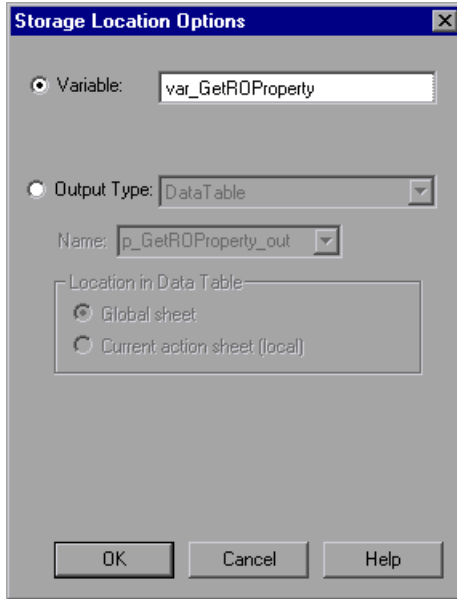 Storage Location Options
Variable: var_GetROProperty
Output Type: DataTable
Name: p_GetROProperty_out
Location in Data Table
Global sheet
Current action sheet (local)
OK Cancel Help